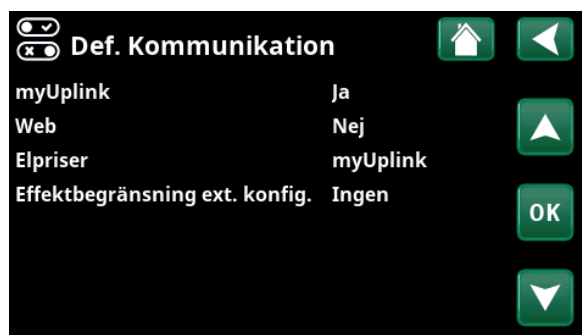 Def. Kommunikation
myUplink Ja
Web Nej
Elpriser myUplink
Effektbegränsning ext. konfig. Ingen
OK